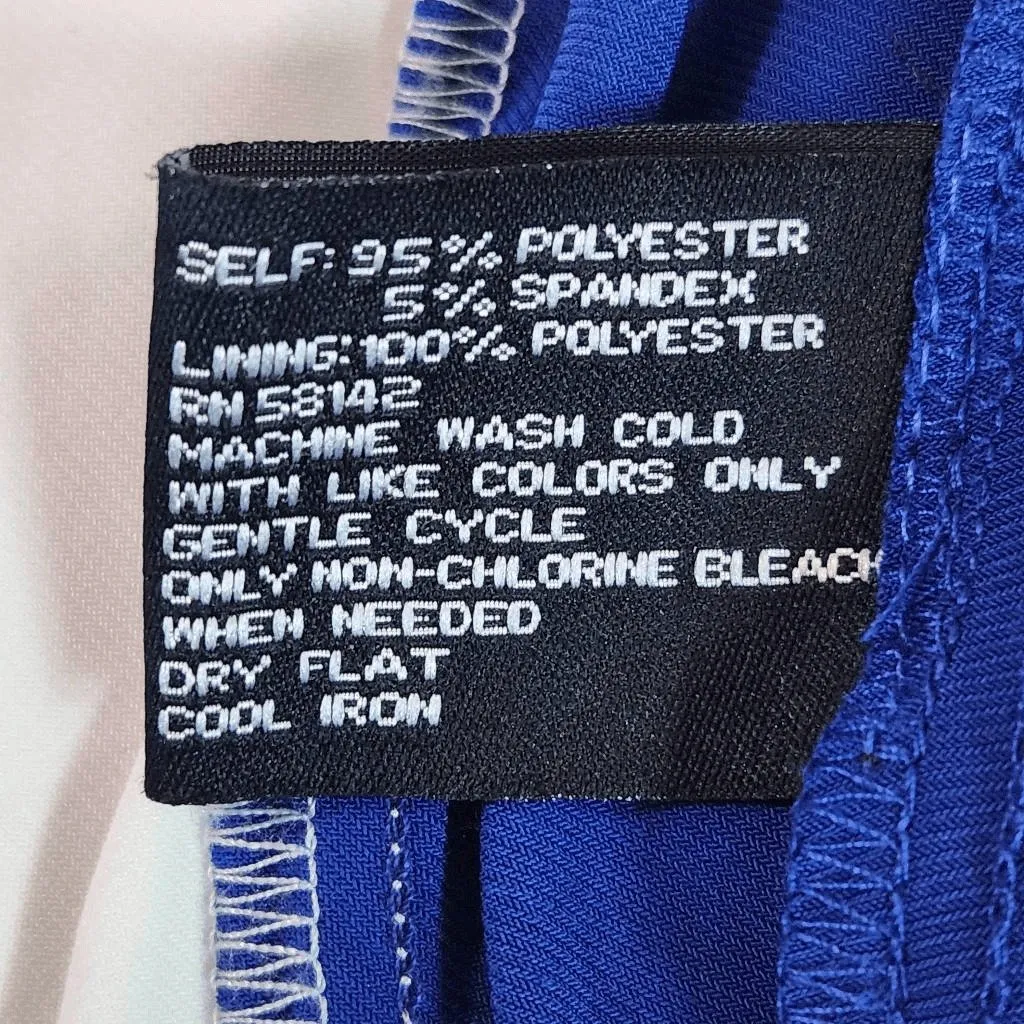 SELF: 95% POLYESTER
5% SPANDEX
LINING: 100% POLYESTER
RN 58142
MACHINE WASH COLD
WITH LIKE COLORS ONLY
GENTLE CYCLE
ONLY NON-CHLORINE BLEACH
WHEN NEEDED
DRY FLAT
COOL IRON